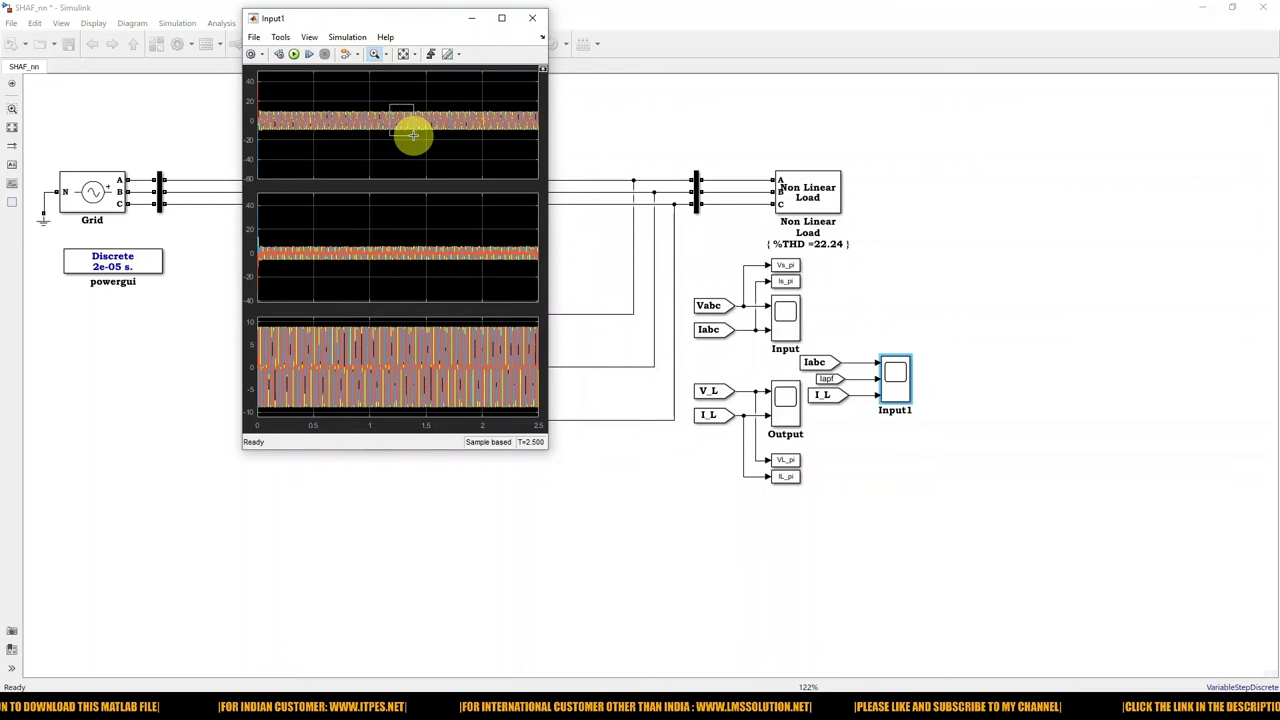 SHAF_nn * - Simulink
File Edit View Display Diagram Simulation Analysis
SHAF_nn
Input1
File Tools View Simulation Help
40
20
0
-20
-40
-60
40
20
0
-20
-40
10
5
0
-5
-10
0 0.5 1 1.5 2 2.5
Ready Sample based T=2.500
N A B C
Grid
Discrete
2e-05 s.
powergui
A B C
Non Linear
Load
Non Linear
Load
{ %THD =22.24 }
Vs_pi
Is_pi
Vabc
Iabc
Input
Iabc
Iapf
I_L
Input1
V_L
I_L
Output
VL_pi
IL_pi
Ready 122% VariableStepDiscrete
ON TO DOWNLOAD THIS MATLAB FILE| |FOR INDIAN CUSTOMER: WWW.ITPES.NET| |FOR INTERNATIONAL CUSTOMER OTHER THAN INDIA : WWW.LMSSOLUTION.NET| |PLEASE LIKE AND SUBSCRIBE TO MY CHANNEL| |CLICK THE LINK IN THE DESCRIPTIO